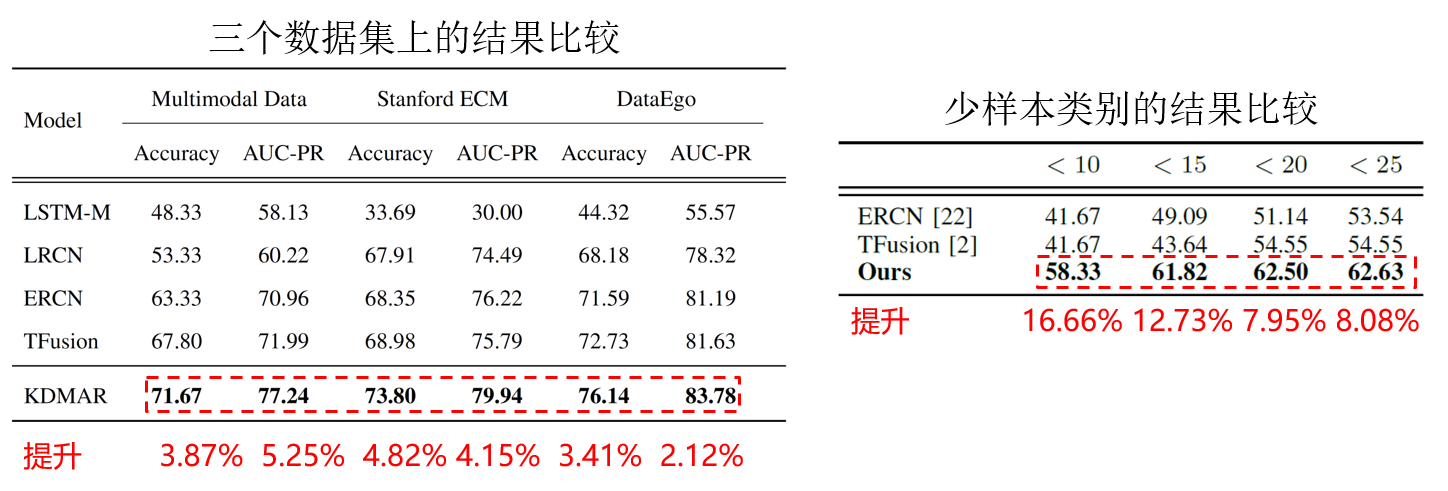 三个数据集上的结果比较
Model Multimodal Data Stanford ECM DataEgo
Accuracy AUC-PR Accuracy AUC-PR Accuracy AUC-PR
LSTM-M 48.33 58.13 33.69 30.00 44.32 55.57
LRCN 53.33 60.22 67.91 74.49 68.18 78.32
ERCN 63.33 70.96 68.35 76.22 71.59 81.19
TFusion 67.80 71.99 68.98 75.79 72.73 81.63
KDMAR 71.67 77.24 73.80 79.94 76.14 83.78
提升 3.87% 5.25% 4.82% 4.15% 3.41% 2.12%
少样本类别的结果比较
< 10 < 15 < 20 < 25
ERCN [22] 41.67 49.09 51.14 53.54
TFusion [2] 41.67 43.64 54.55 54.55
Ours 58.33 61.82 62.50 62.63
提升 16.66% 12.73% 7.95% 8.08%